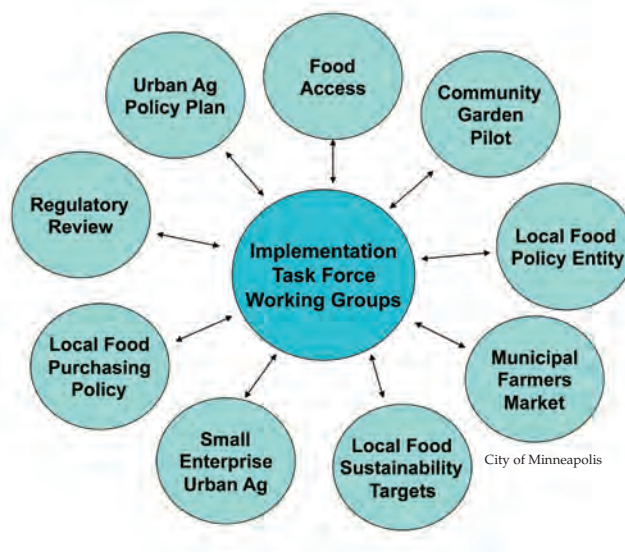 Food
Access
Urban Ag
Policy Plan
Community
Garden
Pilot
Regulatory
Review
Implementation
Task Force
Working Groups
Local Food
Policy Entity
Local Food
Purchasing
Policy
Municipal
Farmers
Market
Small
Enterprise
Urban Ag
Local Food
Sustainability
Targets
City of Minneapolis